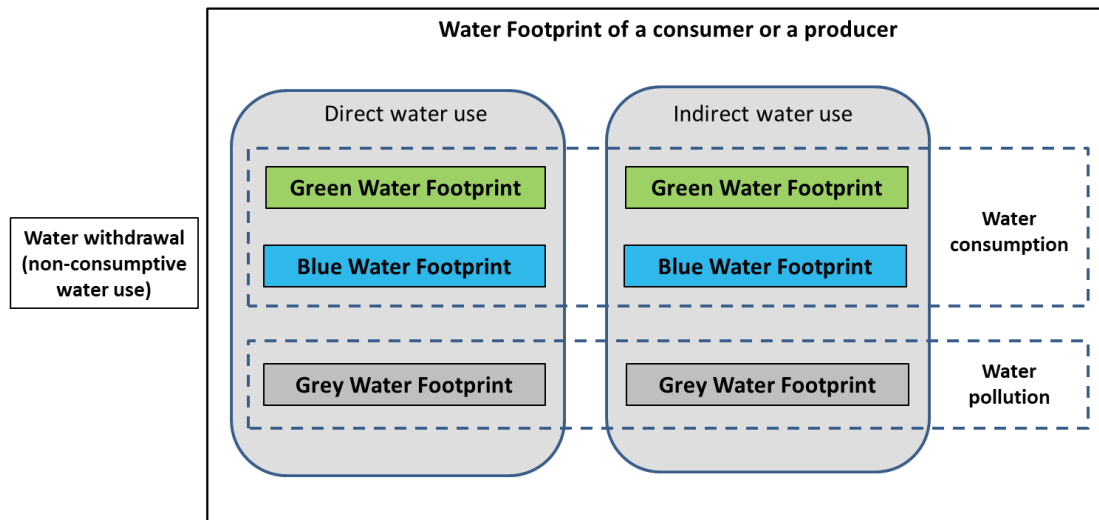 Water Footprint of a consumer or a producer
Direct water use
Indirect water use
Green Water Footprint
Green Water Footprint
Water
consumption
Water withdrawal
(non-consumptive
water use)
Blue Water Footprint
Blue Water Footprint
Grey Water Footprint
Grey Water Footprint
Water
pollution